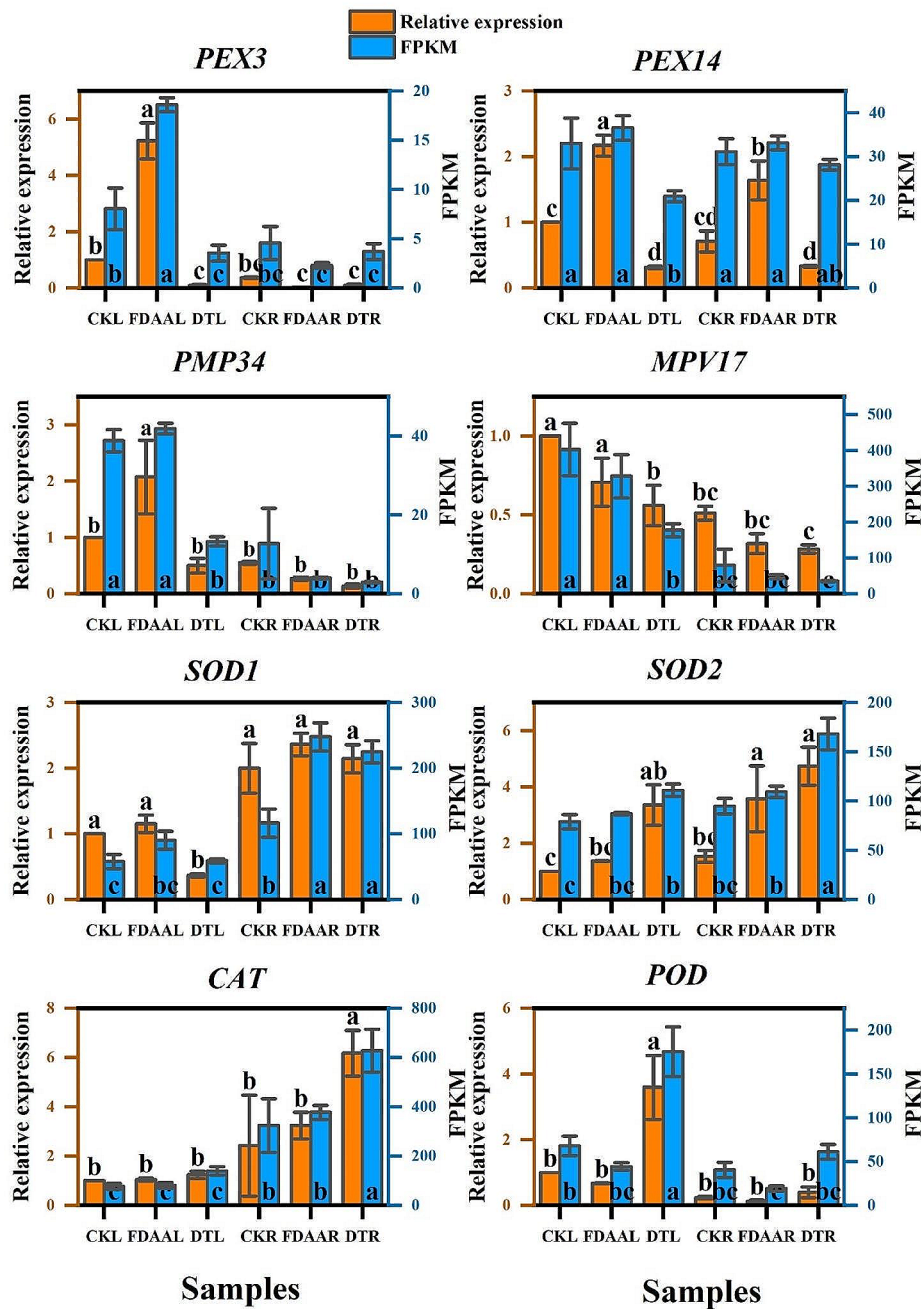 Relative expression
FPKM
PEX3
PEX14
Relative expression
6
4
2
0
a
b
c
bc
c
c
b
a
c
bc
c
c
20
15
10
5
0
FPKM
CKL FDAAL DTL CKR FDAAR DTR
Relative expression
3
2
1
0
c
a
d
cd
b
d
a
a
b
a
a
ab
40
30
20
10
0
FPKM
CKL FDAAL DTL CKR FDAAR DTR
PMP34
MPV17
Relative expression
3
2
1
0
b
a
b
b
b
b
a
a
b
b
b
b
40
20
0
FPKM
CKL FDAAL DTL CKR FDAAR DTR
Relative expression
1.0
0.5
0.0
a
a
b
bc
bc
c
a
a
b
bc
bc
c
500
400
300
200
100
0
FPKM
CKL FDAAL DTL CKR FDAAR DTR
SOD1
SOD2
Relative expression
3
2
1
0
a
a
b
a
a
a
c
bc
c
b
a
a
300
200
100
0
FPKM
CKL FDAAL DTL CKR FDAAR DTR
Relative expression
6
4
2
0
c
bc
ab
bc
a
a
c
bc
b
bc
b
a
200
150
100
50
0
FPKM
CKL FDAAL DTL CKR FDAAR DTR
CAT
POD
Relative expression
8
6
4
2
0
b
b
b
b
b
a
c
c
c
b
b
a
800
600
400
200
100
0
FPKM
CKL FDAAL DTL CKR FDAAR DTR
Relative expression
6
4
2
0
b
b
a
b
b
b
b
bc
a
bc
c
bc
200
150
100
50
0
FPKM
CKL FDAAL DTL CKR FDAAR DTR
Samples
Samples